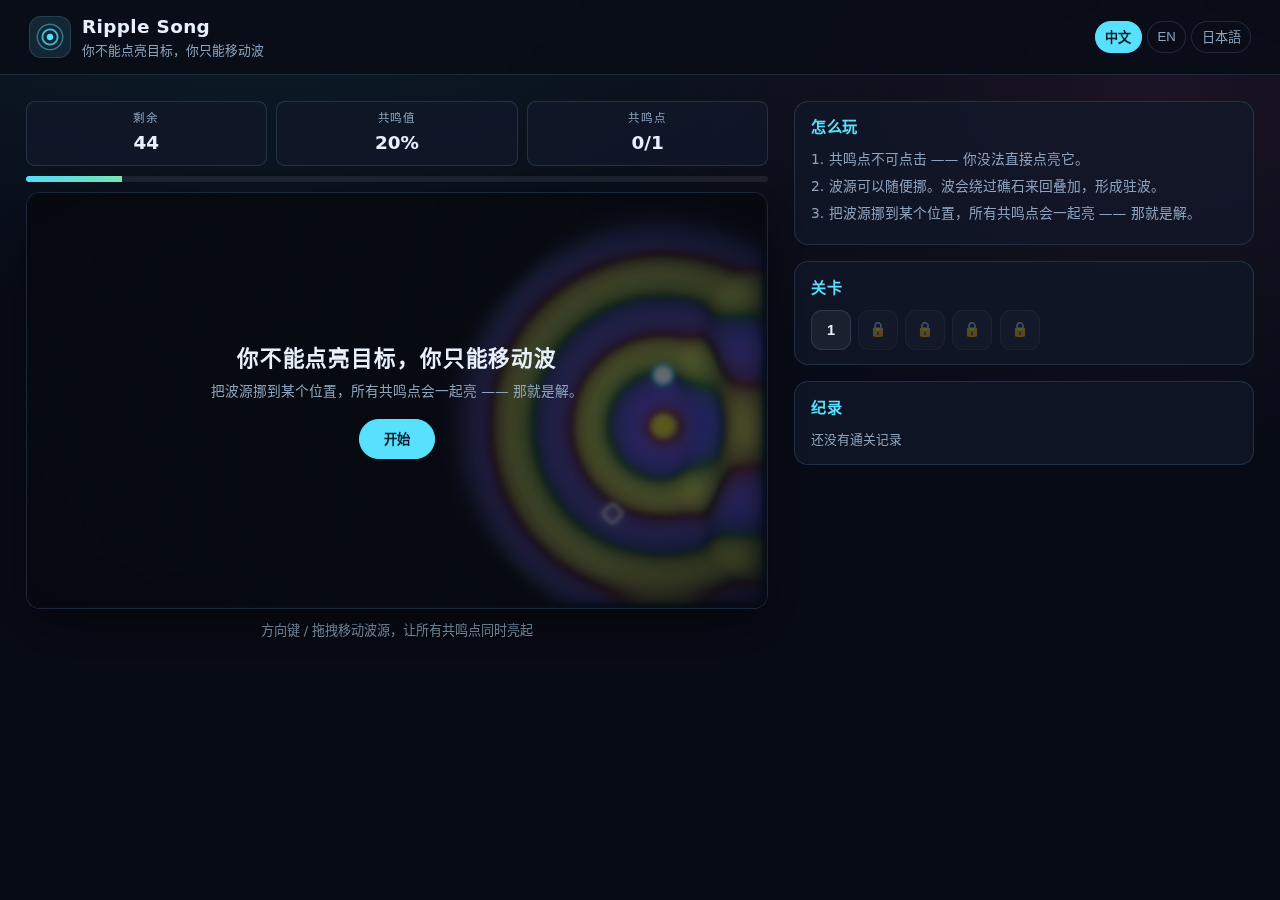 Ripple Song
你不能点亮目标，你只能移动波
中文
EN
日本語
剩余
44
共鸣值
20%
共鸣点
0/1
你不能点亮目标，你只能移动波
把波源挪到某个位置，所有共鸣点会一起亮 —— 那就是解。
开始
方向键 / 拖拽移动波源，让所有共鸣点同时亮起
怎么玩
1. 共鸣点不可点击 —— 你没法直接点亮它。
2. 波源可以随便挪。波会绕过礁石来回叠加，形成驻波。
3. 把波源挪到某个位置，所有共鸣点会一起亮 —— 那就是解。
关卡
1
纪录
还没有通关记录